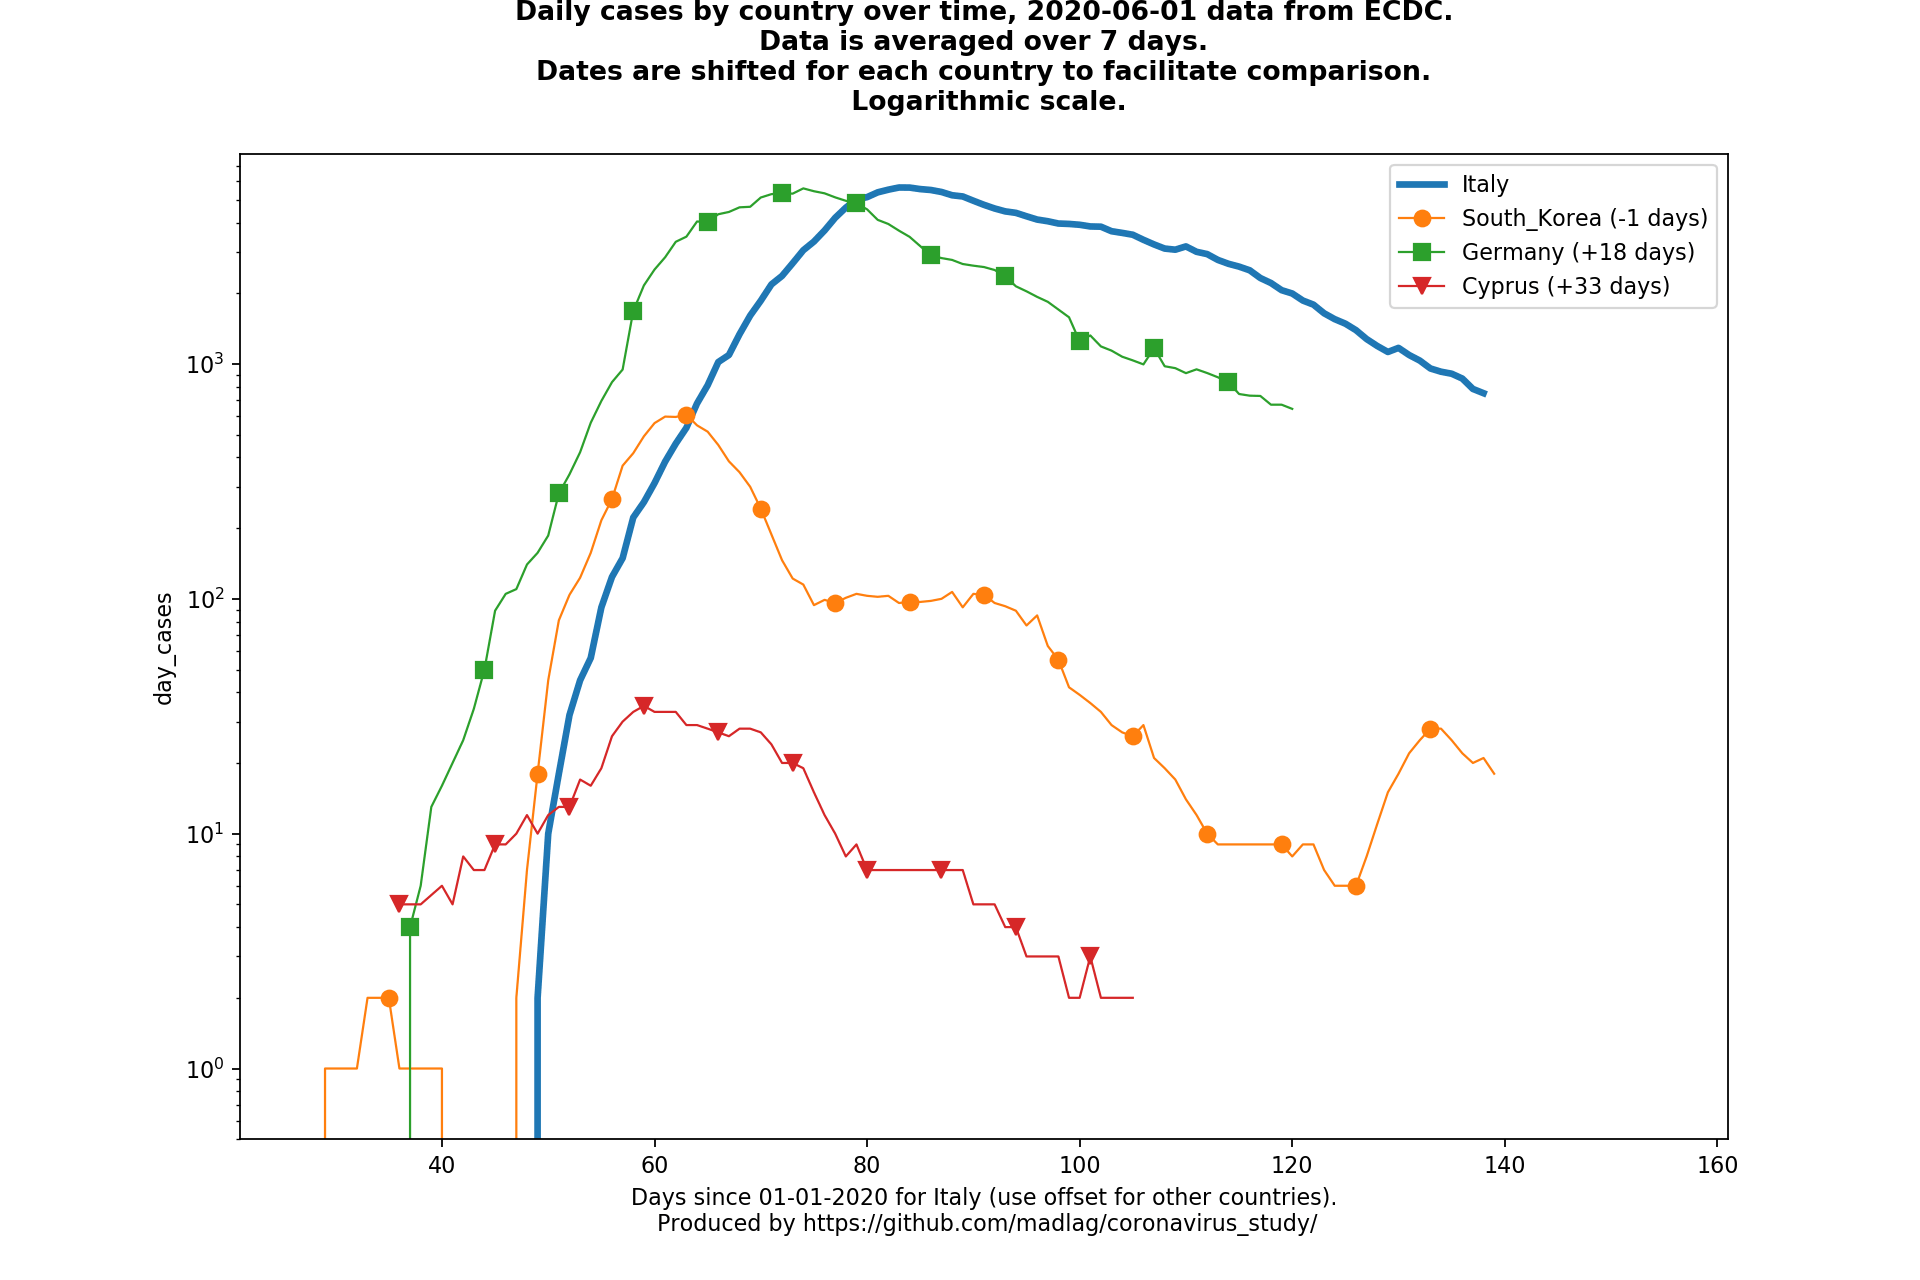 Daily cases by country over time, 2020-06-01 data from ECDC.
Data is averaged over 7 days.
Dates are shifted for each country to facilitate comparison.
Logarithmic scale.
Italy
South_Korea (-1 days)
Germany (+18 days)
Cyprus (+33 days)
day_cases
10³
10²
10¹
10⁰
40 60 80 100 120 140 160
Days since 01-01-2020 for Italy (use offset for other countries).
Produced by https://github.com/madlag/coronavirus_study/